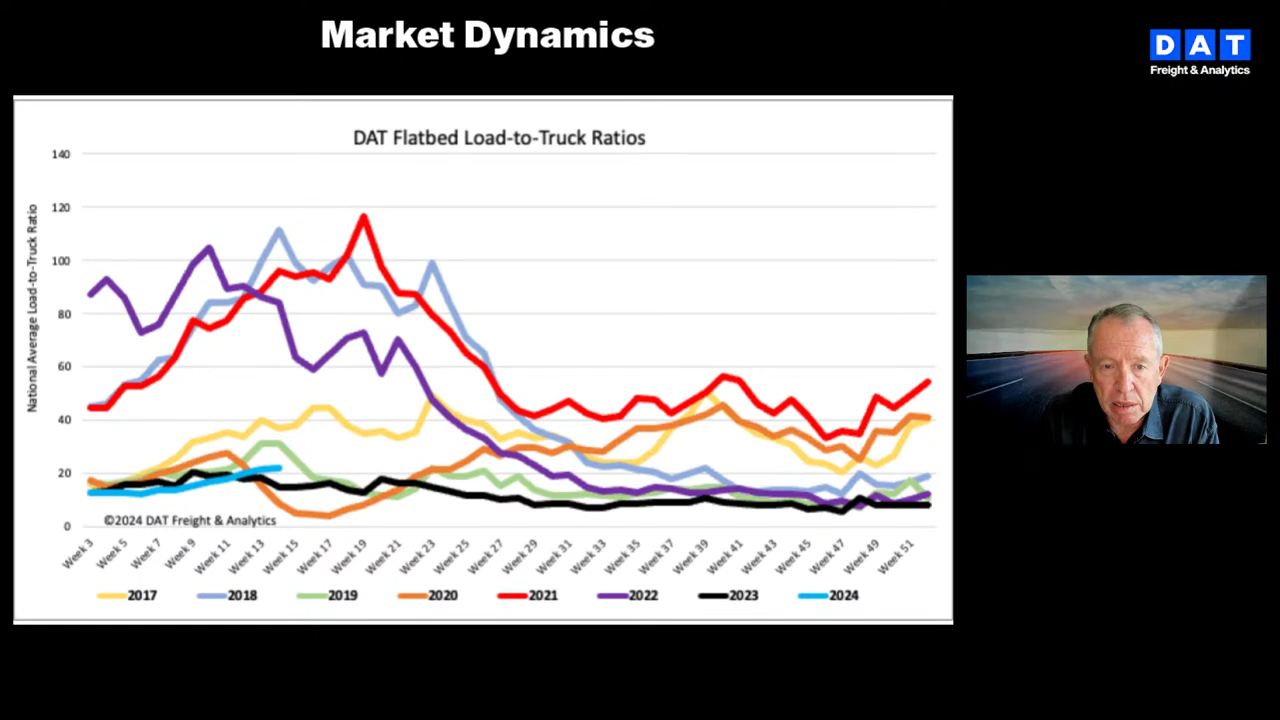 Market Dynamics
DAT
Freight & Analytics
DAT Flatbed Load-to-Truck Ratios
National Average Load-to-Truck Ratio
140
120
100
80
60
40
20
0
©2024 DAT Freight & Analytics
Week 3 Week 5 Week 7 Week 9 Week 11 Week 13 Week 15 Week 17 Week 19 Week 21 Week 23 Week 25 Week 27 Week 29 Week 31 Week 33 Week 35 Week 37 Week 39 Week 41 Week 43 Week 45 Week 47 Week 49 Week 51
2017 2018 2019 2020 2021 2022 2023 2024